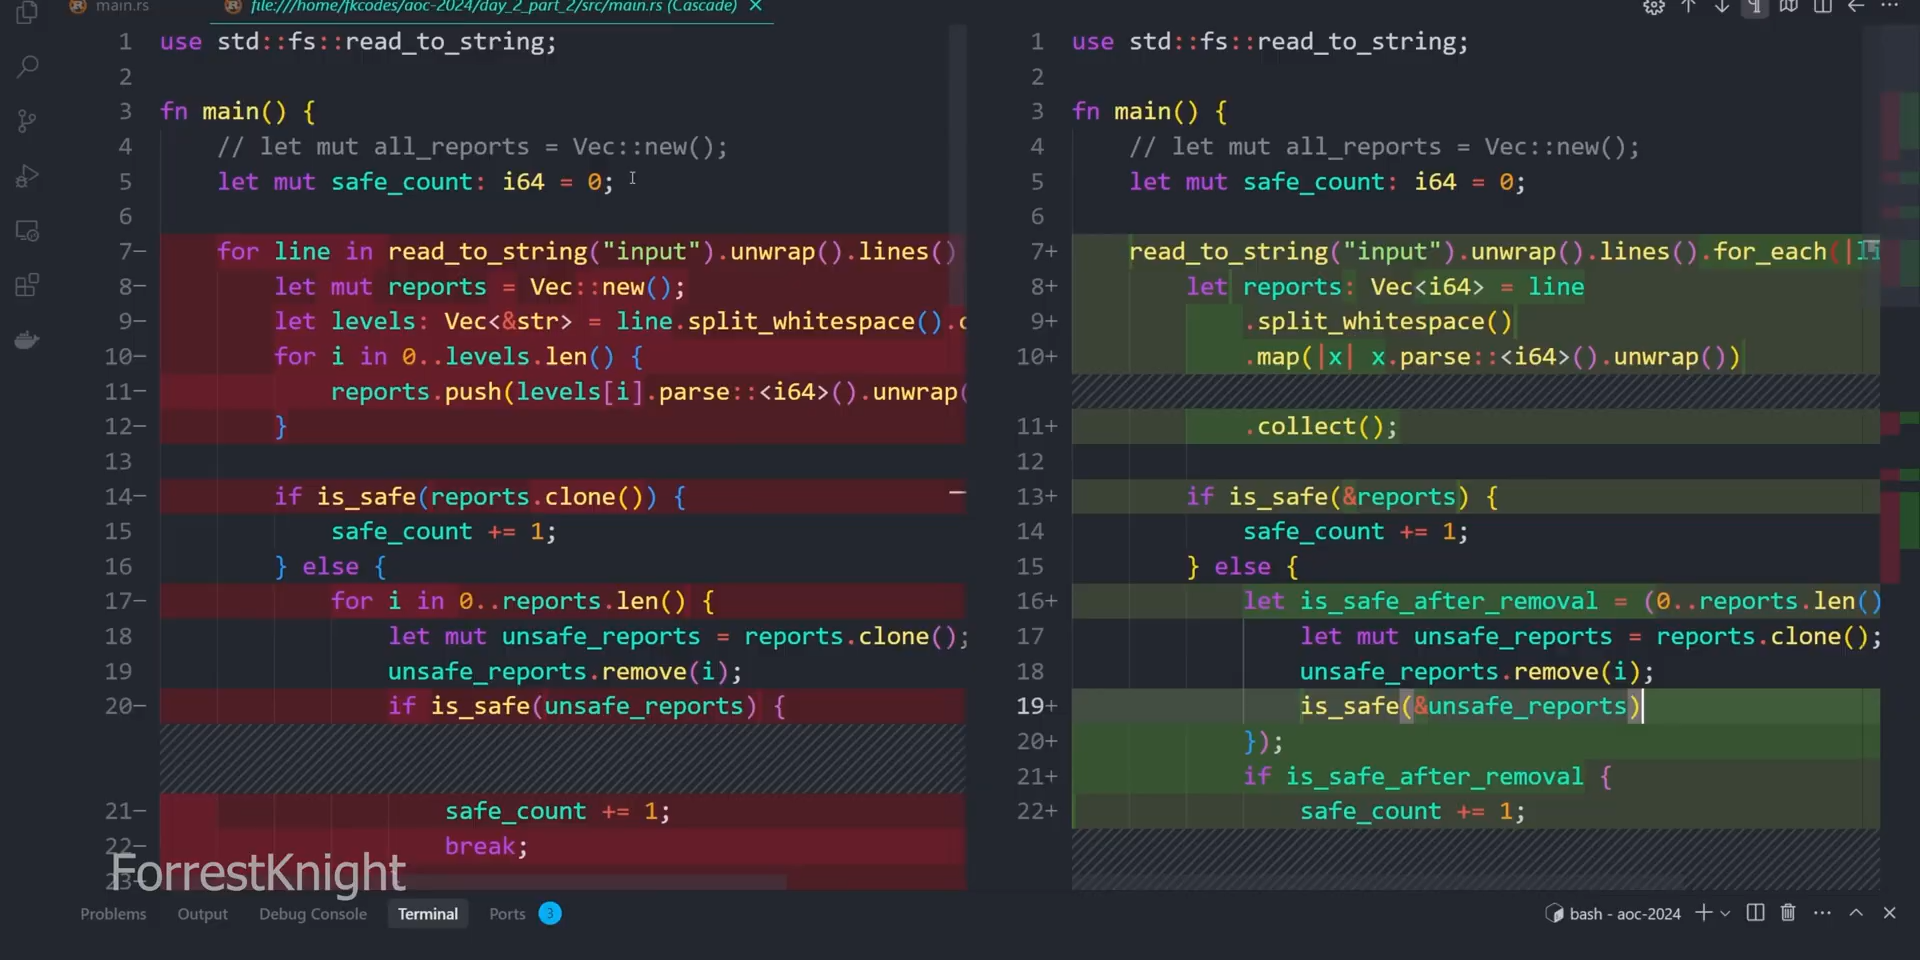 main.rs
file:///home/fkcodes/aoc-2024/day_2_part_2/src/main.rs (Cascade)
1 use std::fs::read_to_string;
2
3 fn main() {
4 // let mut all_reports = Vec::new();
5 let mut safe_count: i64 = 0;
6
7− for line in read_to_string("input").unwrap().lines()
8− let mut reports = Vec::new();
9− let levels: Vec<&str> = line.split_whitespace().c
10− for i in 0..levels.len() {
11− reports.push(levels[i].parse::<i64>().unwrap(
12− }
13
14− if is_safe(reports.clone()) {
15 safe_count += 1;
16 } else {
17− for i in 0..reports.len() {
18 let mut unsafe_reports = reports.clone();
19 unsafe_reports.remove(i);
20− if is_safe(unsafe_reports) {
21− safe_count += 1;
22− break;
23−
1 use std::fs::read_to_string;
2
3 fn main() {
4 // let mut all_reports = Vec::new();
5 let mut safe_count: i64 = 0;
6
7+ read_to_string("input").unwrap().lines().for_each(|li
8+ let reports: Vec<i64> = line
9+ .split_whitespace()
10+ .map(|x| x.parse::<i64>().unwrap())
11+ .collect();
12
13+ if is_safe(&reports) {
14 safe_count += 1;
15 } else {
16+ let is_safe_after_removal = (0..reports.len()
17 let mut unsafe_reports = reports.clone();
18 unsafe_reports.remove(i);
19+ is_safe(&unsafe_reports)
20+ });
21+ if is_safe_after_removal {
22+ safe_count += 1;
ForrestKnight
Problems Output Debug Console Terminal Ports 3
bash - aoc-2024